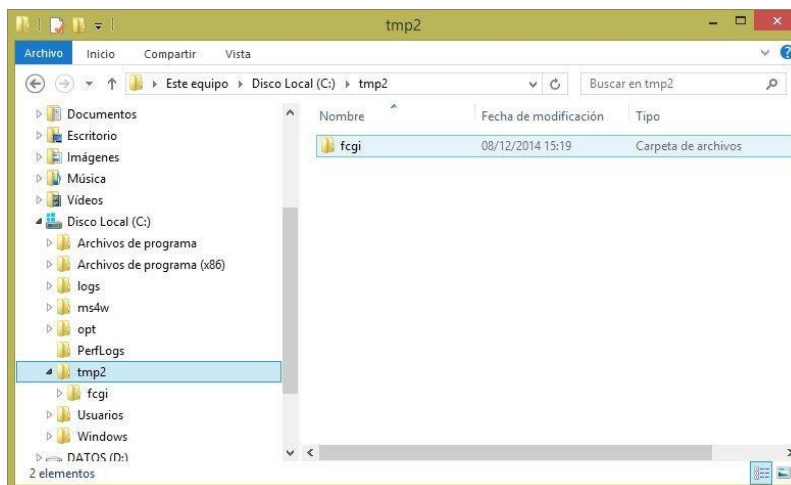 tmp2
Archivo Inicio Compartir Vista
Este equipo Disco Local (C:) tmp2 Buscar en tmp2
Documentos
Escritorio
Imágenes
Música
Vídeos
Disco Local (C:)
Archivos de programa
Archivos de programa (x86)
logs
ms4w
opt
PerfLogs
tmp2
fcgi
Usuarios
Windows
DATOS (D:)
Nombre Fecha de modificación Tipo
fcgi 08/12/2014 15:19 Carpeta de archivos
2 elementos